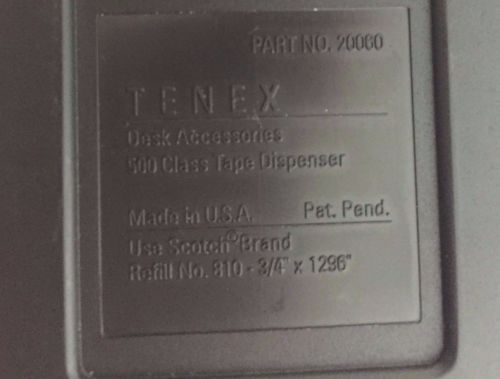 PART NO. 20060
TENEX
Desk Accessories
500 Class Tape Dispenser
Made in U.S.A. Pat. Pend.
Use Scotch® Brand
Refill No. 810 - 3/4" x 1296"